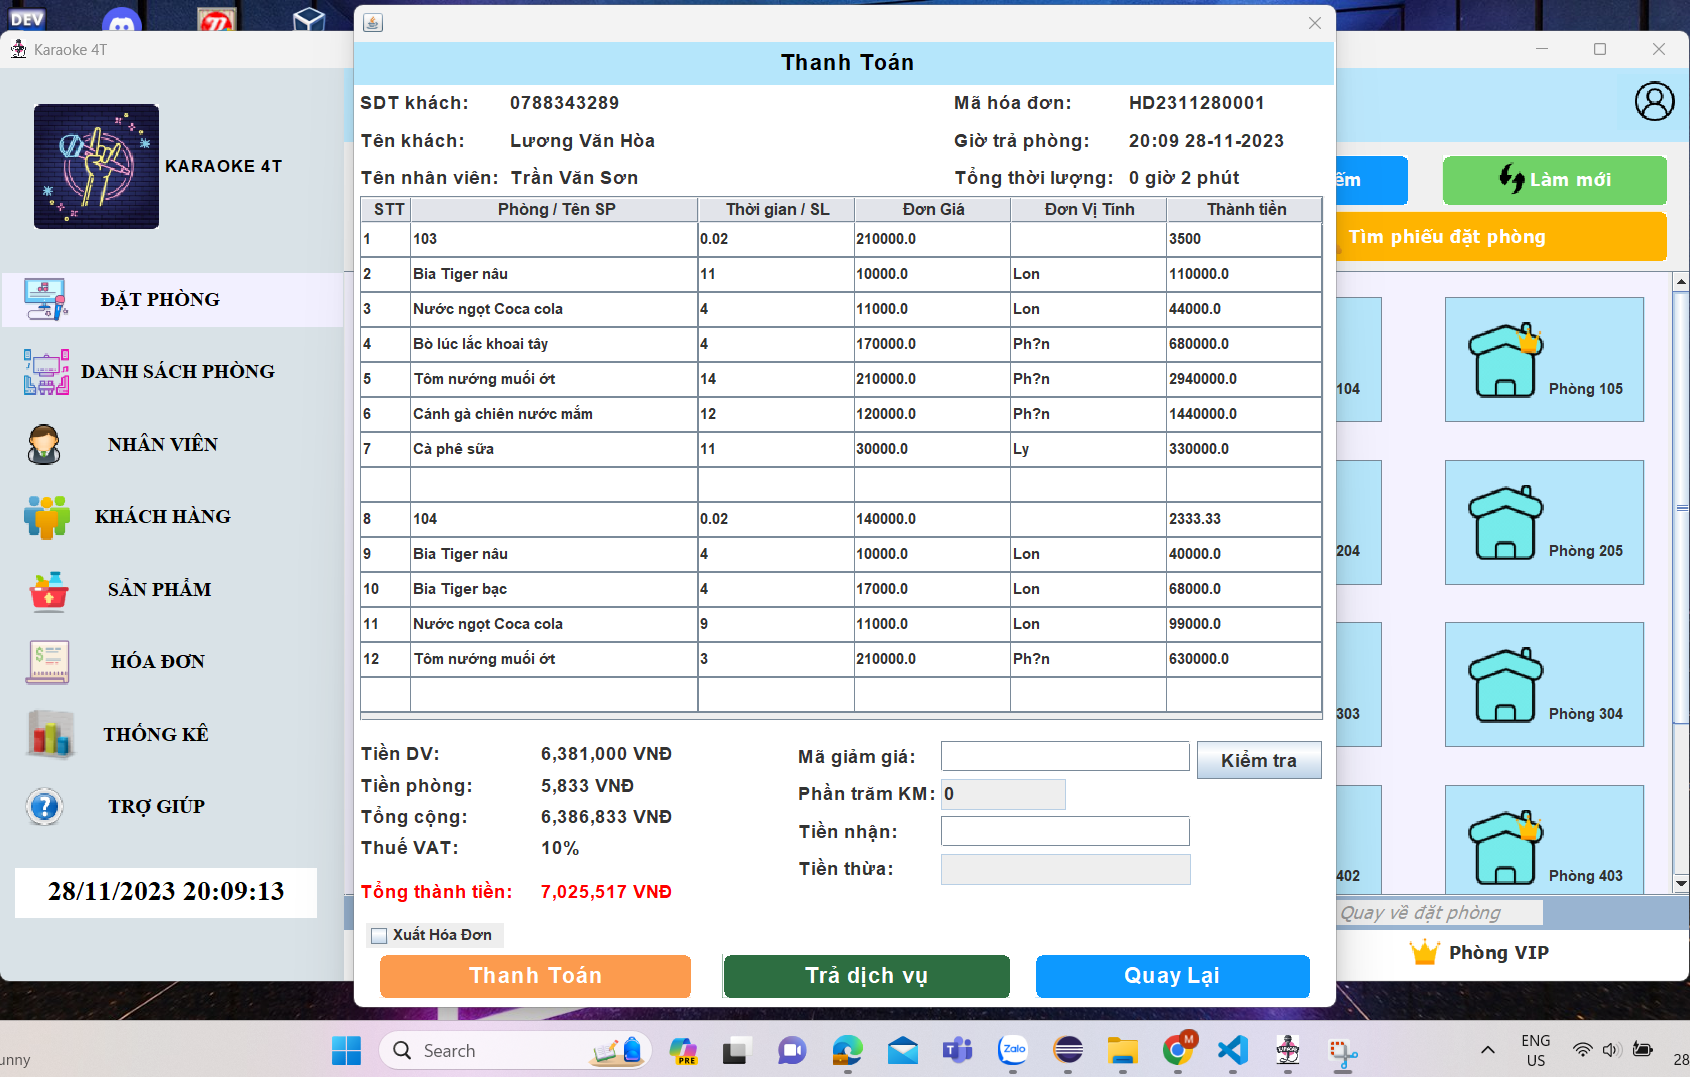 DEV
Karaoke 4T
KARAOKE 4T
ĐẶT PHÒNG
DANH SÁCH PHÒNG
NHÂN VIÊN
KHÁCH HÀNG
SẢN PHẨM
HÓA ĐƠN
THỐNG KÊ
TRỢ GIÚP
28/11/2023 20:09:13
Thanh Toán
SDT khách: 0788343289 Mã hóa đơn: HD2311280001
Tên khách: Lương Văn Hòa Giờ trả phòng: 20:09 28-11-2023
Tên nhân viên: Trần Văn Sơn Tổng thời lượng: 0 giờ 2 phút
STT Phòng / Tên SP Thời gian / SL Đơn Giá Đơn Vị Tính Thành tiền
1 103 0.02 210000.0 3500
2 Bia Tiger nâu 11 10000.0 Lon 110000.0
3 Nước ngọt Coca cola 4 11000.0 Lon 44000.0
4 Bò lúc lắc khoai tây 4 170000.0 Ph?n 680000.0
5 Tôm nướng muối ớt 14 210000.0 Ph?n 2940000.0
6 Cánh gà chiên nước mắm 12 120000.0 Ph?n 1440000.0
7 Cà phê sữa 11 30000.0 Ly 330000.0
8 104 0.02 140000.0 2333.33
9 Bia Tiger nâu 4 10000.0 Lon 40000.0
10 Bia Tiger bạc 4 17000.0 Lon 68000.0
11 Nước ngọt Coca cola 9 11000.0 Lon 99000.0
12 Tôm nướng muối ớt 3 210000.0 Ph?n 630000.0
Tiền DV: 6,381,000 VNĐ
Tiền phòng: 5,833 VNĐ
Tổng cộng: 6,386,833 VNĐ
Thuế VAT: 10%
Tổng thành tiền: 7,025,517 VNĐ
Mã giảm giá: Kiểm tra
Phần trăm KM: 0
Tiền nhận:
Tiền thừa:
Xuất Hóa Đơn
Thanh Toán Trả dịch vụ Quay Lại
ếm Làm mới
Tìm phiếu đặt phòng
104 Phòng 105
204 Phòng 205
303 Phòng 304
402 Phòng 403
Quay về đặt phòng
Phòng VIP
unny
Search
PRE
Zalo
M
ENG
US
28